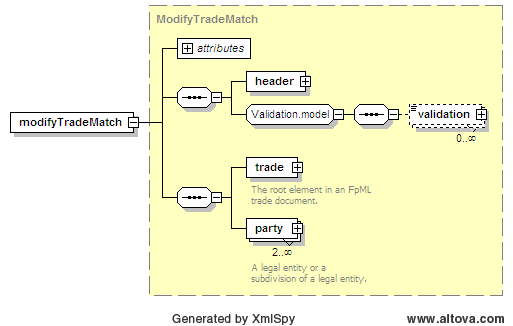 ModifyTradeMatch
attributes
header
modifyTradeMatch
Validation.model
validation
0..∞
trade
The root element in an FpML
trade document.
party
2..∞
A legal entity or a
subdivision of a legal entity.
Generated by XmlSpy
www.altova.com